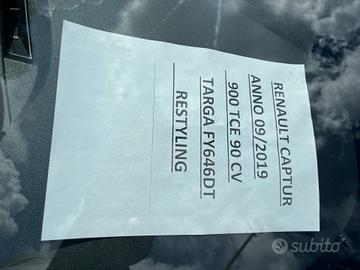 RENAULT CAPTUR
ANNO 09/2019
900 TCE 90 CV
TARGA FY646DT
RESTYLING
subito